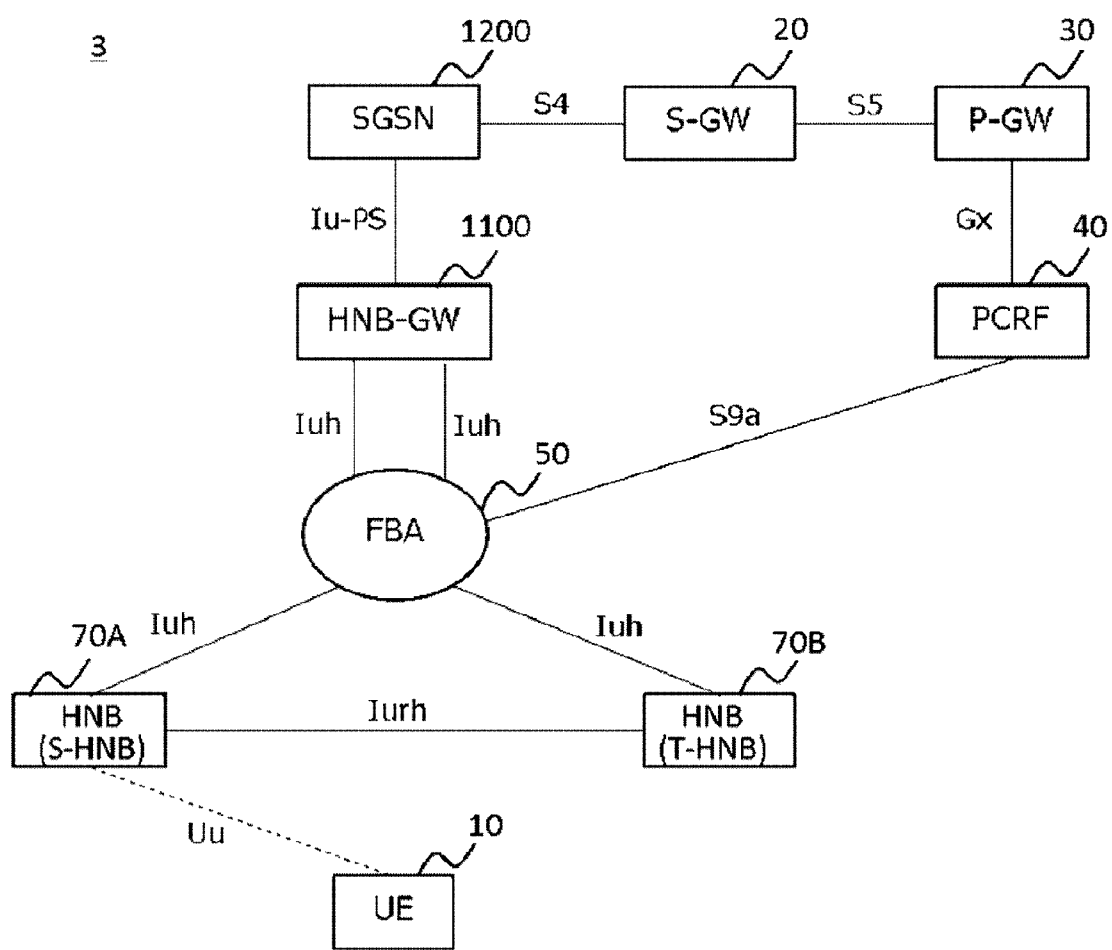 3
1200
20
30
SGSN
S4
S-GW
S5
P-GW
Iu-PS
Gx
1100
40
HNB-GW
PCRF
Iuh
Iuh
S9a
50
FBA
Iuh
Iuh
70A
70B
HNB
(S-HNB)
Iurh
HNB
(T-HNB)
Uu
10
UE